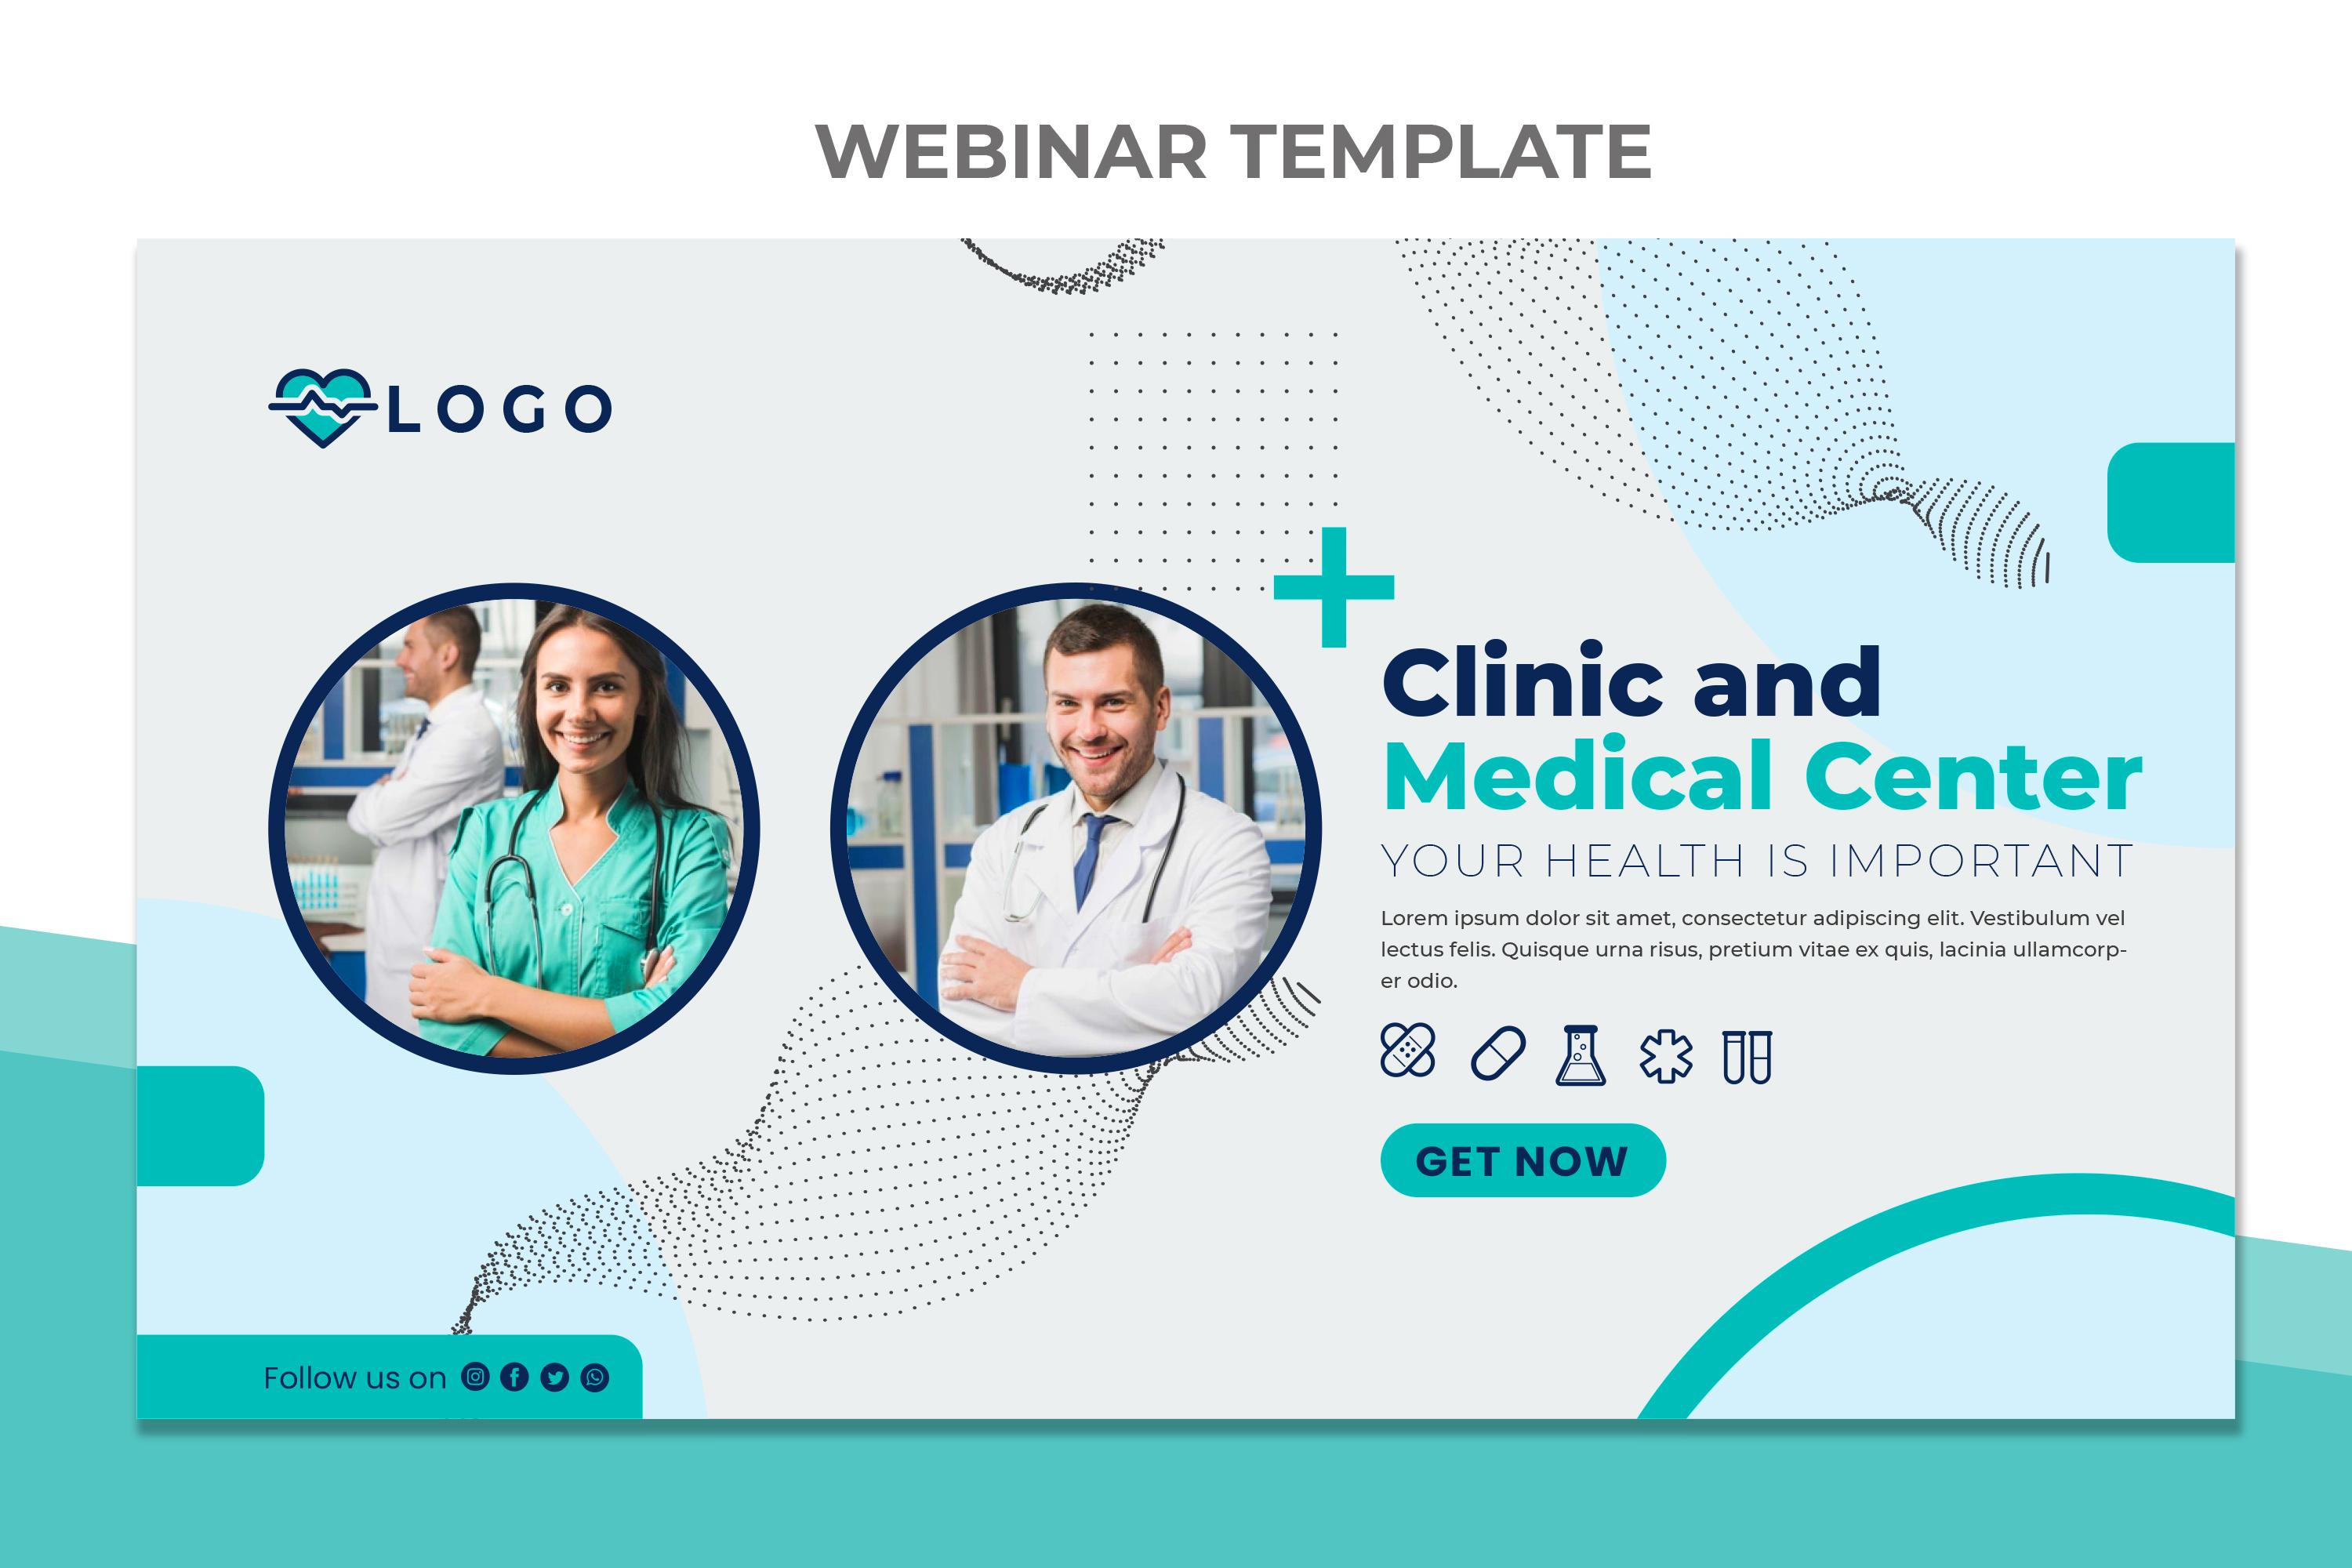 WEBINAR TEMPLATE
LOGO
Clinic and
Medical Center
YOUR HEALTH IS IMPORTANT
Lorem ipsum dolor sit amet, consectetur adipiscing elit. Vestibulum vel
lectus felis. Quisque urna risus, pretium vitae ex quis, lacinia ullamcorp-
er odio.
GET NOW
Follow us on